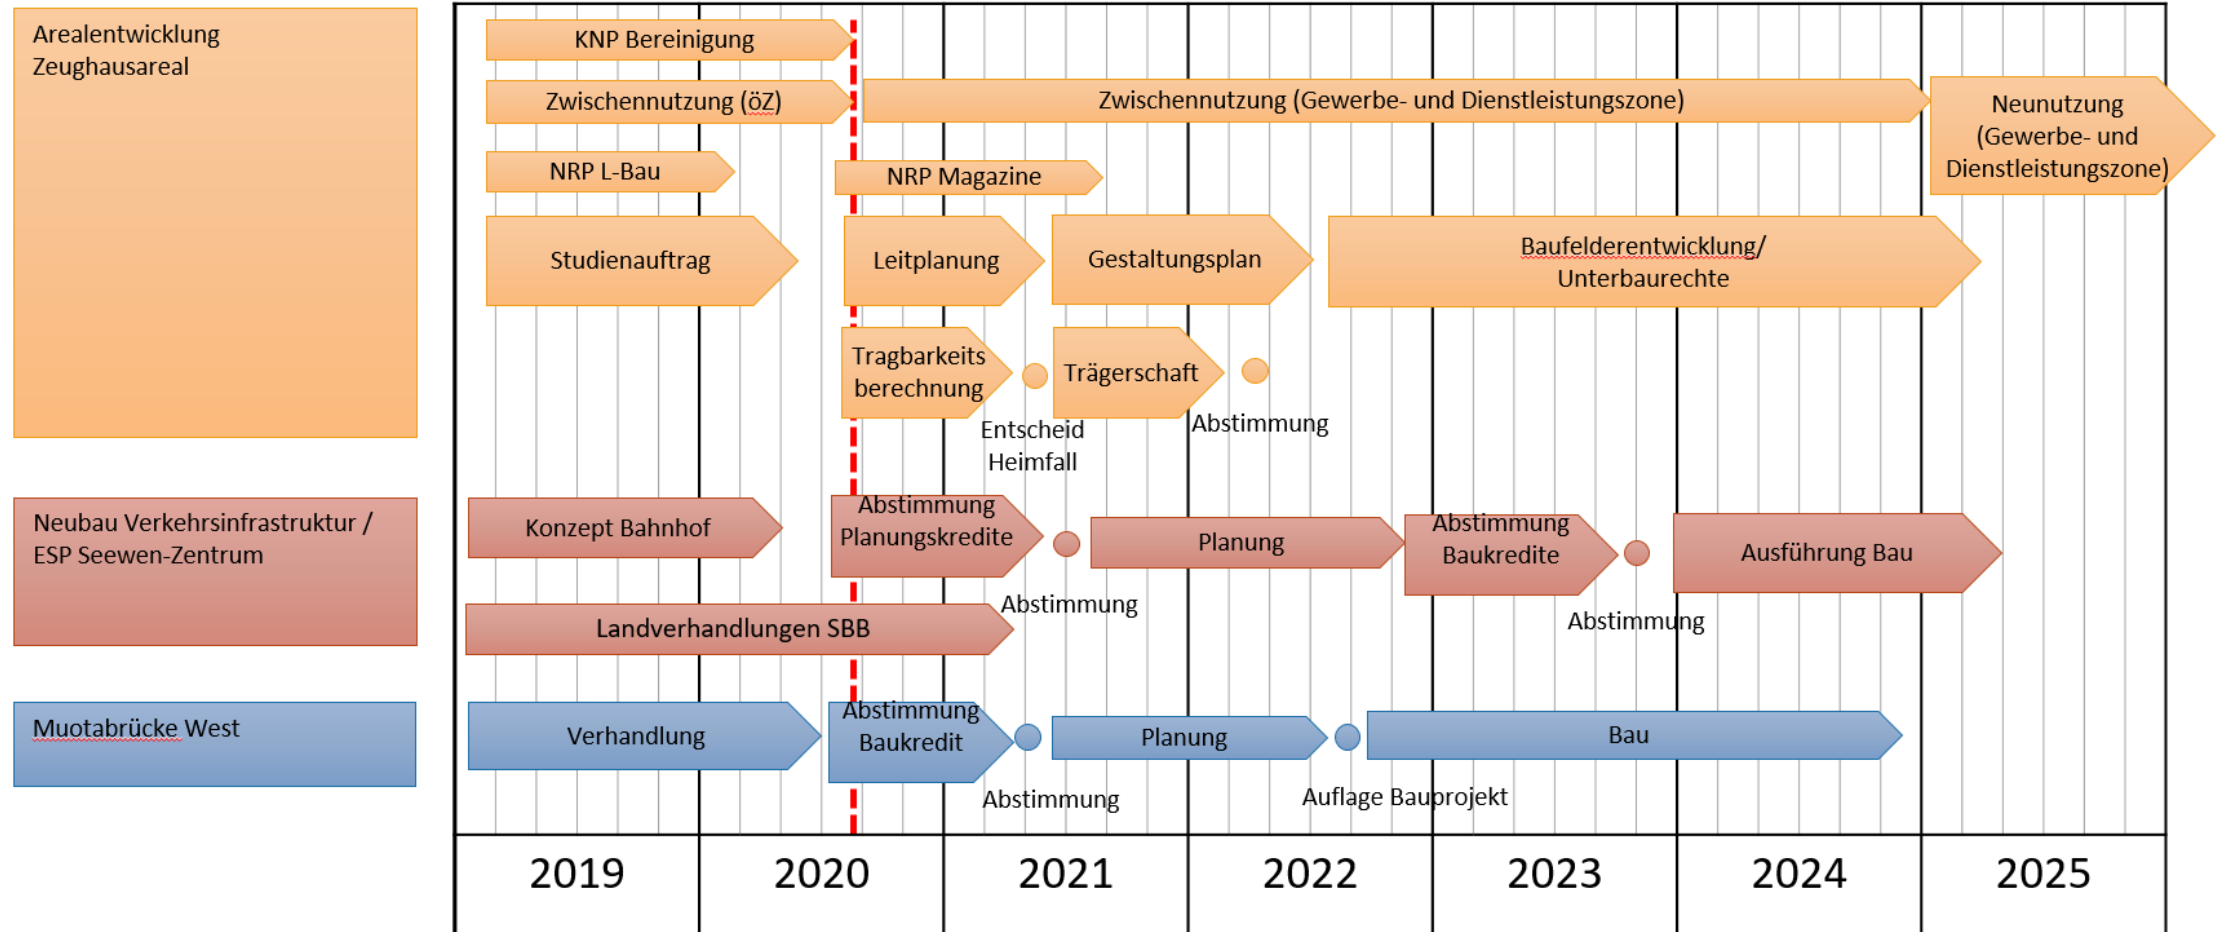 Arealentwicklung
Zeughausareal
KNP Bereinigung
Zwischennutzung (öZ)
Zwischennutzung (Gewerbe- und Dienstleistungszone)
Neunutzung
(Gewerbe- und
Dienstleistungszone)
NRP L-Bau
NRP Magazine
Studienauftrag
Leitplanung
Gestaltungsplan
Baufelderentwicklung/
Unterbaurechte
Tragbarkeits
berechnung
Entscheid
Heimfall
Trägerschaft
Abstimmung
Neubau Verkehrsinfrastruktur /
ESP Seewen-Zentrum
Konzept Bahnhof
Abstimmung
Planungskredite
Abstimmung
Planung
Abstimmung
Baukredite
Abstimmung
Ausführung Bau
Landverhandlungen SBB
Muotabrücke West
Verhandlung
Abstimmung
Baukredit
Abstimmung
Planung
Auflage Bauprojekt
Bau
2019
2020
2021
2022
2023
2024
2025